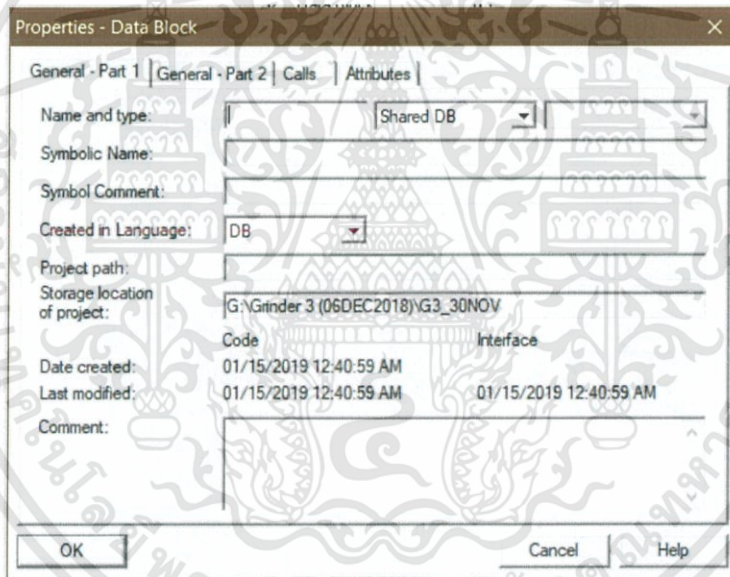 Properties - Data Block
General - Part 1 General - Part 2 Calls Attributes
Name and type: Shared DB
Symbolic Name:
Symbol Comment:
Created in Language: DB
Project path:
Storage location
of project: G:\Grinder 3 (06DEC2018)\G3_30NOV
Code Interface
Date created: 01/15/2019 12:40:59 AM
Last modified: 01/15/2019 12:40:59 AM 01/15/2019 12:40:59 AM
Comment:
OK Cancel Help